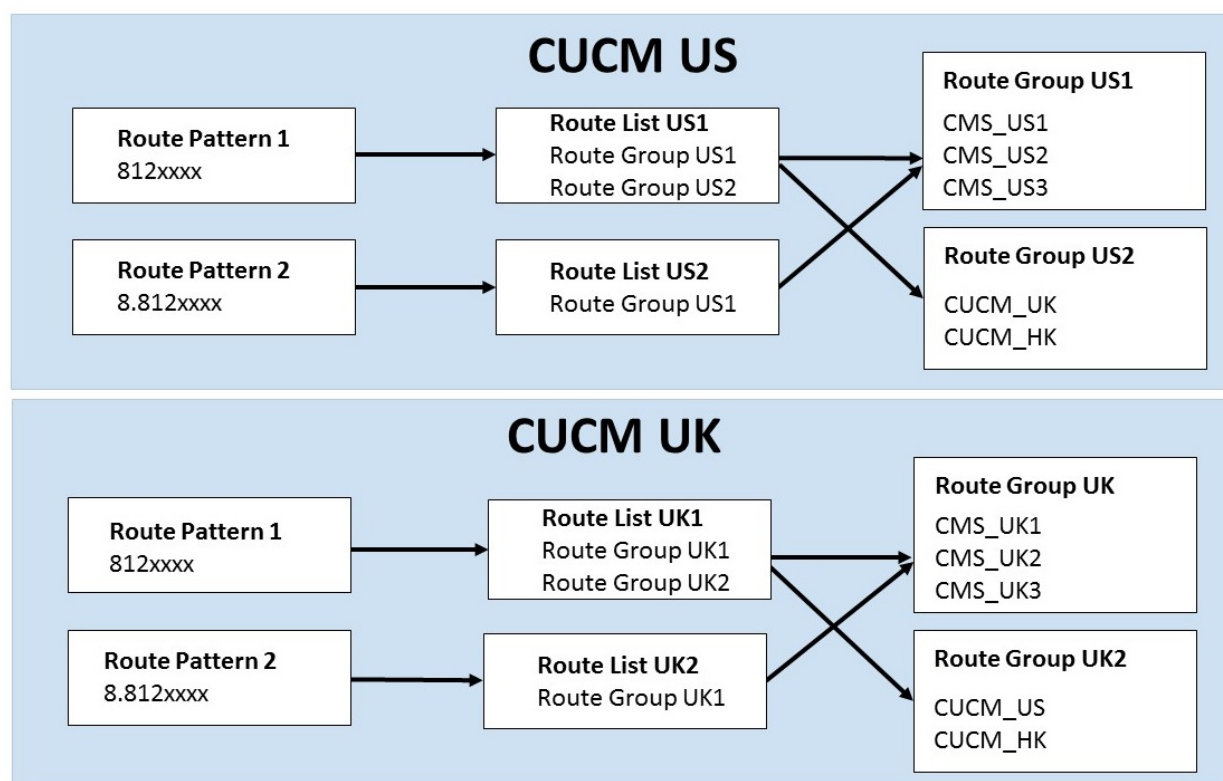 CUCM US
Route Pattern 1
812xxxx
Route List US1
Route Group US1
Route Group US2
Route Group US1
CMS_US1
CMS_US2
CMS_US3
Route Pattern 2
8.812xxxx
Route List US2
Route Group US1
Route Group US2
CUCM_UK
CUCM_HK
CUCM UK
Route Pattern 1
812xxxx
Route List UK1
Route Group UK1
Route Group UK2
Route Group UK
CMS_UK1
CMS_UK2
CMS_UK3
Route Pattern 2
8.812xxxx
Route List UK2
Route Group UK1
Route Group UK2
CUCM_US
CUCM_HK